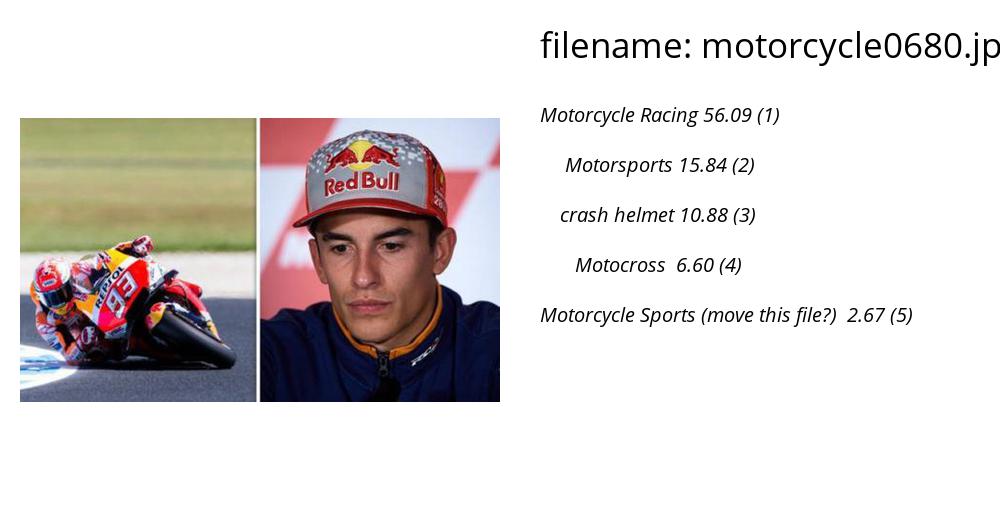 filename: motorcycle0680.jp
Motorcycle Racing 56.09 (1)
Motorsports 15.84 (2)
crash helmet 10.88 (3)
Motocross 6.60 (4)
Motorcycle Sports (move this file?) 2.67 (5)
Red Bull
REPSOL
93